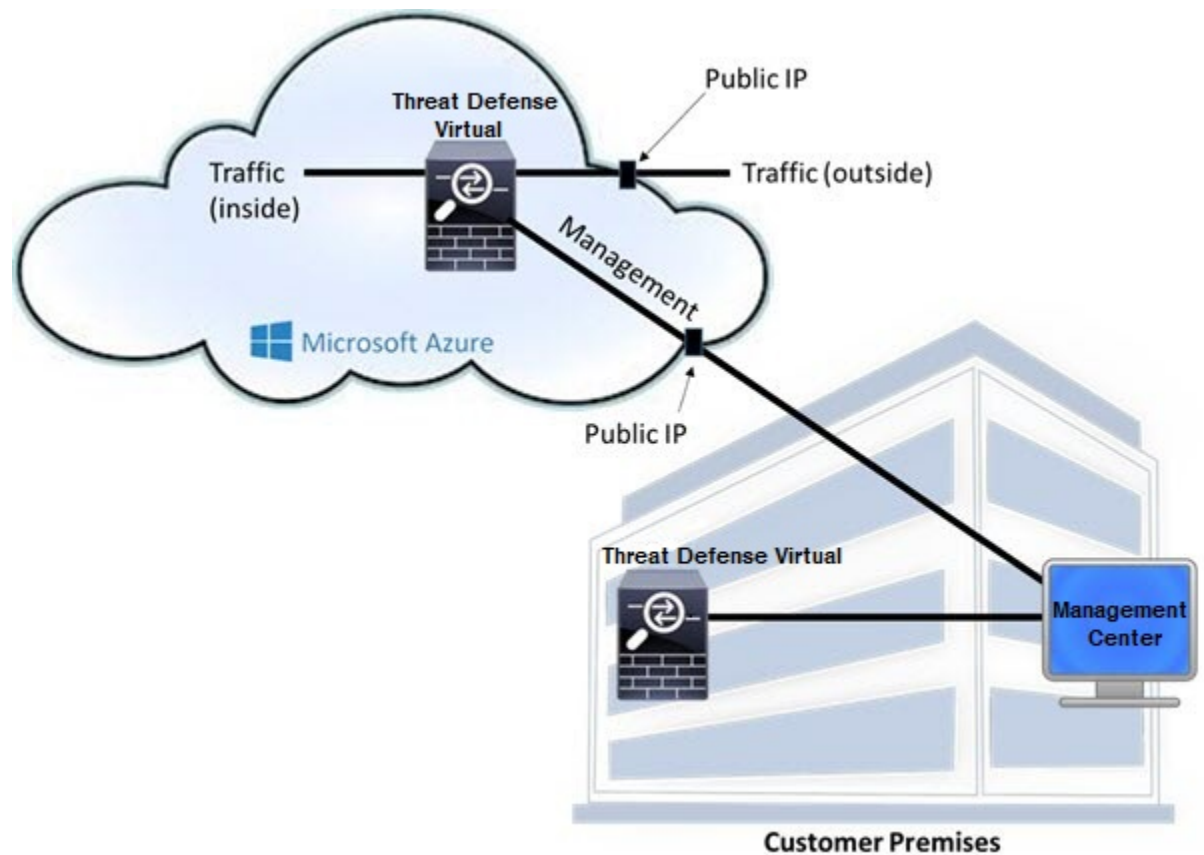 Public IP
Threat Defense
Virtual
Traffic
(inside)
Traffic (outside)
Management
Microsoft Azure
Public IP
Threat Defense Virtual
Management
Center
Customer Premises